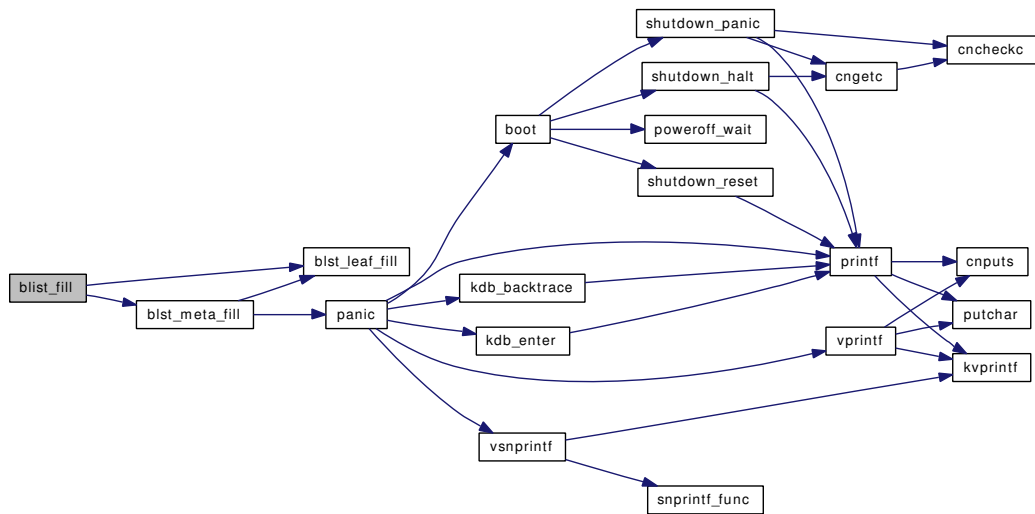 shutdown_panic
cncheckc
shutdown_halt
cngetc
boot
poweroff_wait
shutdown_reset
blst_leaf_fill
printf
cnputs
blist_fill
kdb_backtrace
blst_meta_fill
panic
putchar
kdb_enter
vprintf
kvprintf
vsnprintf
snprintf_func